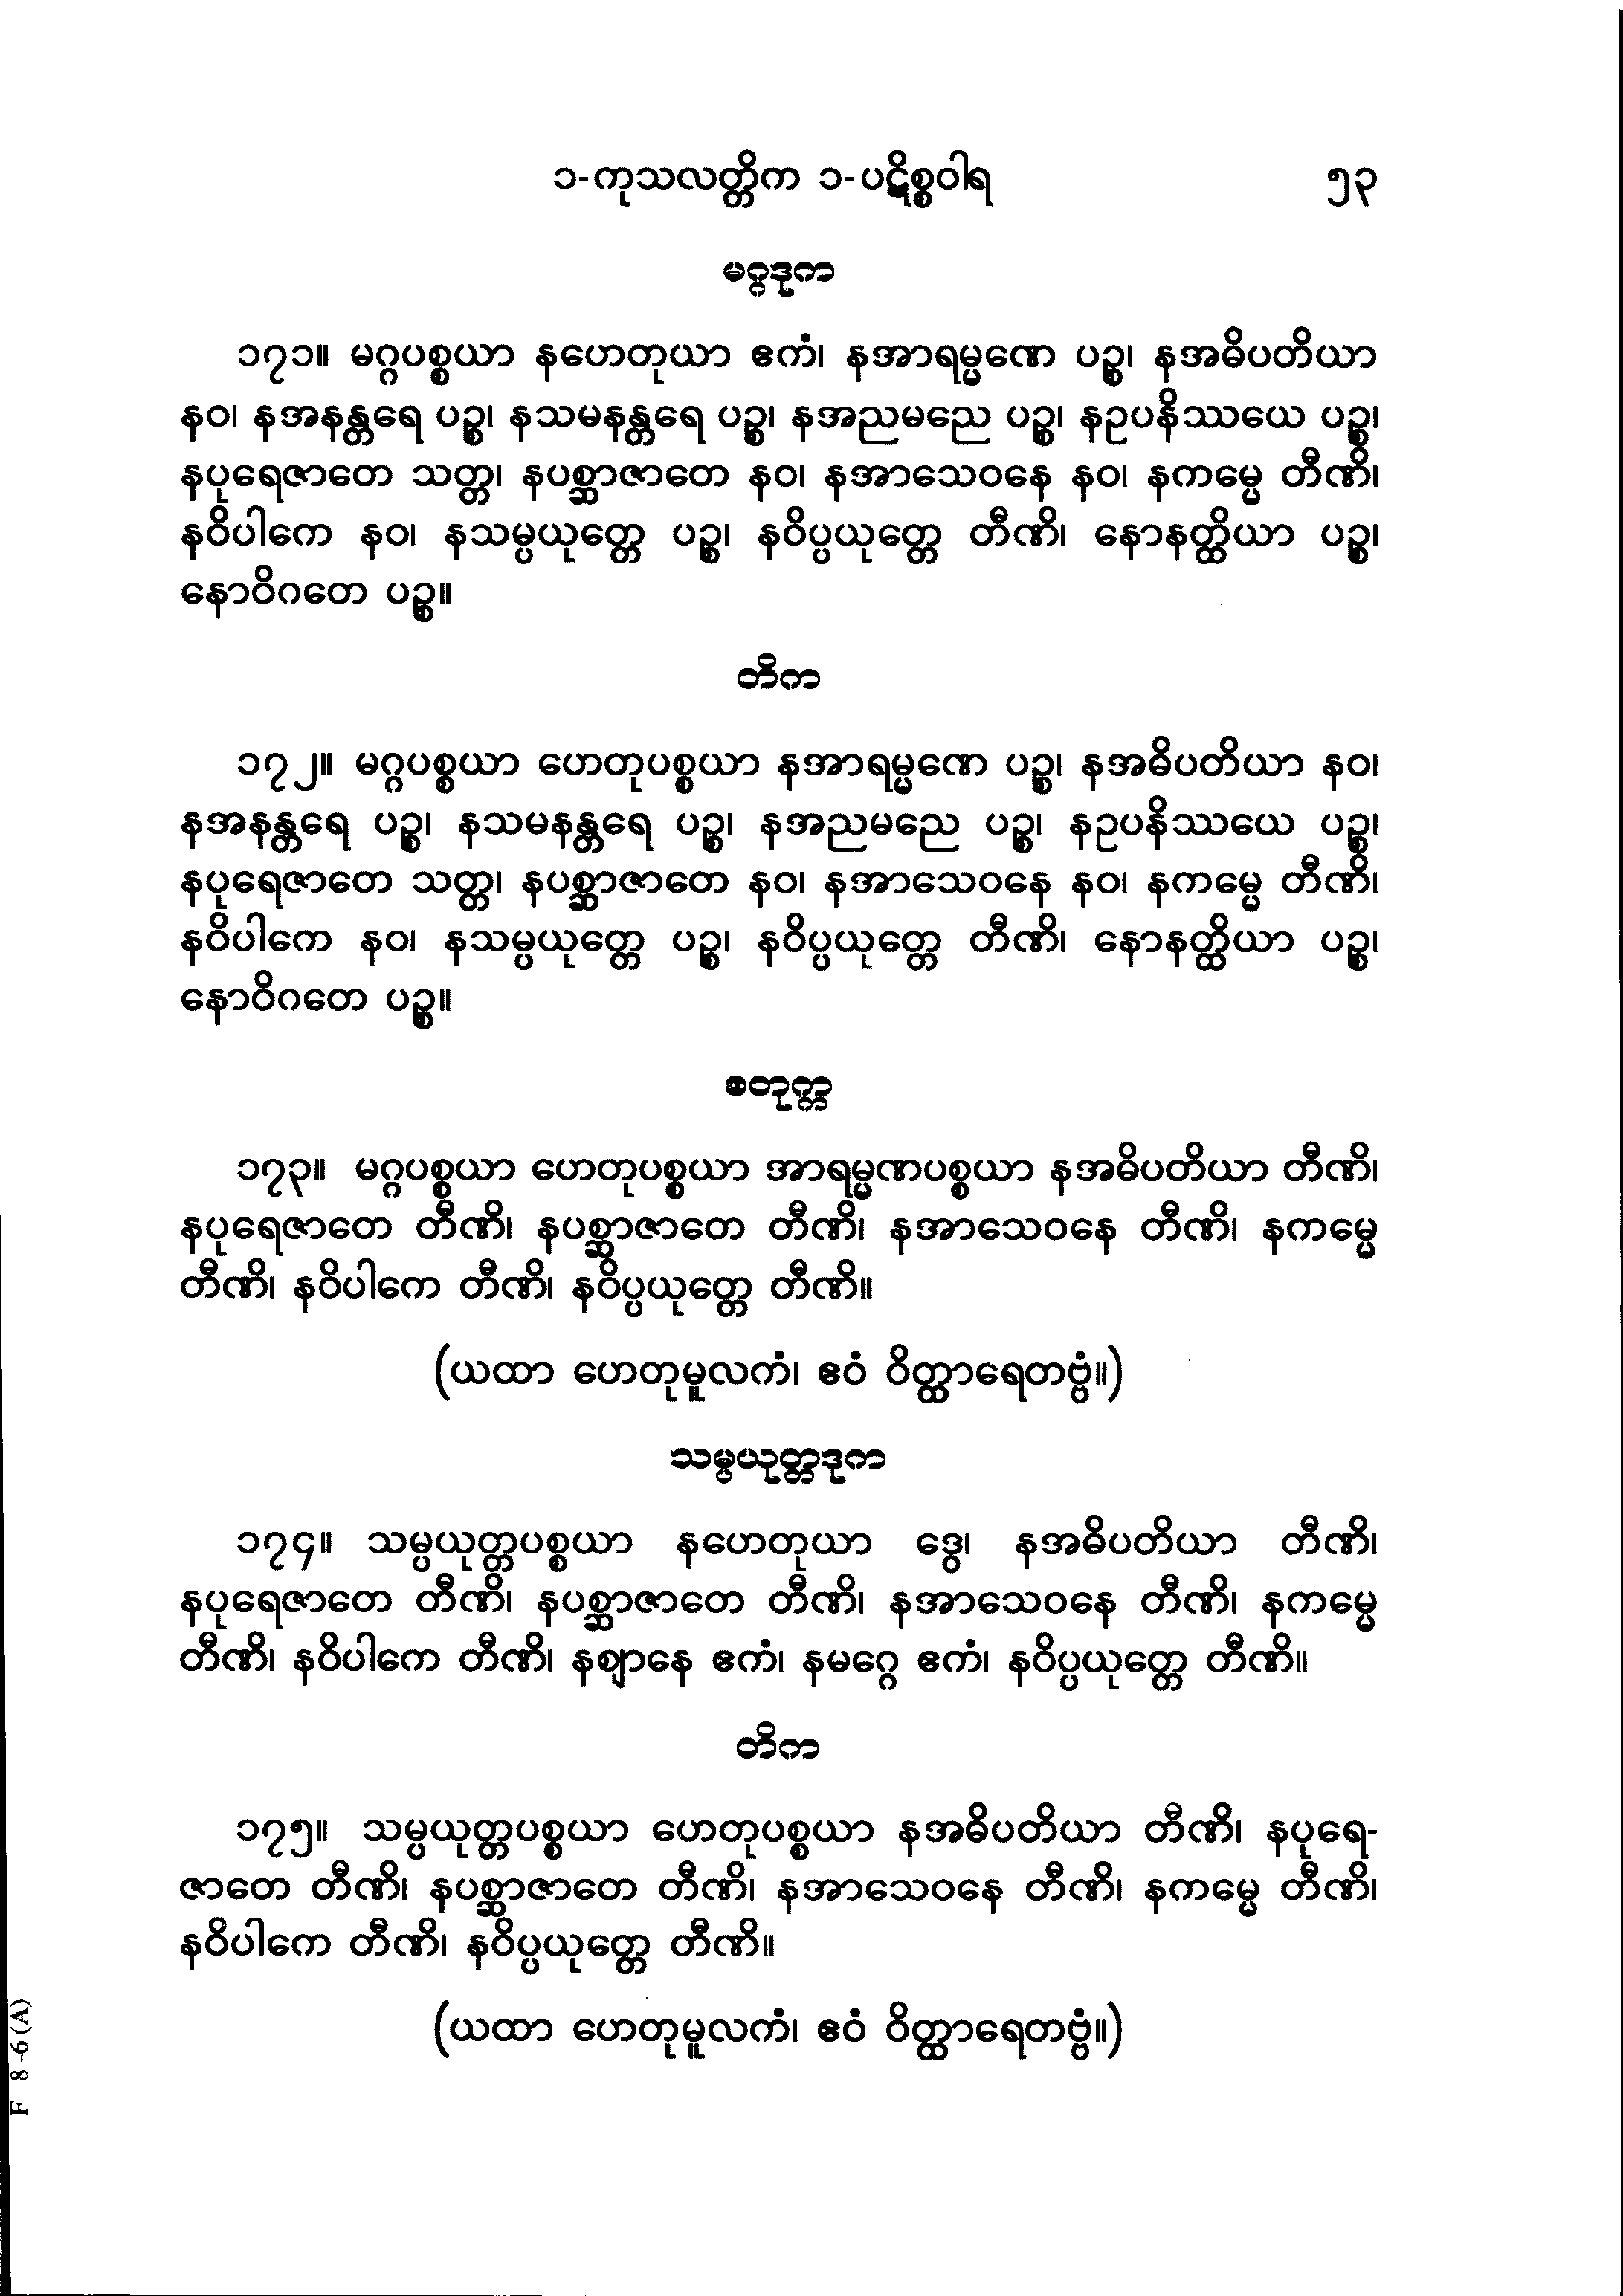 ၁-ကုသလတ္တိက ၁-ပဋိစ္စဝါရ ၅၃
မဂ္ဂဒုက
၁၇၁။ မဂ္ဂပစ္စယာ နဟေတုယာ ဧကံ၊ နအာရမ္မဏေ ပဉ္စ၊ နအဓိပတိယာ
နဝ၊ နအနန္တရေ ပဉ္စ၊ နသမနန္တရေ ပဉ္စ၊ နအညမညေ ပဉ္စ၊ နဥပနိဿယေ ပဉ္စ၊
နပုရေဇာတေ သတ္တ၊ နပစ္ဆာဇာတေ နဝ၊ နအာသေဝနေ နဝ၊ နကမ္မေ တီဏိ၊
နဝိပါကေ နဝ၊ နသမ္ပယုတ္တေ ပဉ္စ၊ နဝိပ္ပယုတ္တေ တီဏိ၊ နောနတ္ထိယာ ပဉ္စ၊
နောဝိဂတေ ပဉ္စ။
တိက
၁၇၂။ မဂ္ဂပစ္စယာ ဟေတုပစ္စယာ နအာရမ္မဏေ ပဉ္စ၊ နအဓိပတိယာ နဝ၊
နအနန္တရေ ပဉ္စ၊ နသမနန္တရေ ပဉ္စ၊ နအညမညေ ပဉ္စ၊ နဥပနိဿယေ ပဉ္စ၊
နပုရေဇာတေ သတ္တ၊ နပစ္ဆာဇာတေ နဝ၊ နအာသေဝနေ နဝ၊ နကမ္မေ တီဏိ၊
နဝိပါကေ နဝ၊ နသမ္ပယုတ္တေ ပဉ္စ၊ နဝိပ္ပယုတ္တေ တီဏိ၊ နောနတ္ထိယာ ပဉ္စ၊
နောဝိဂတေ ပဉ္စ။
စတုက္က
၁၇၃။ မဂ္ဂပစ္စယာ ဟေတုပစ္စယာ အာရမ္မဏပစ္စယာ နအဓိပတိယာ တီဏိ၊
နပုရေဇာတေ တီဏိ၊ နပစ္ဆာဇာတေ တီဏိ၊ နအာသေဝနေ တီဏိ၊ နကမ္မေ
တီဏိ၊ နဝိပါကေ တီဏိ၊ နဝိပ္ပယုတ္တေ တီဏိ။
(ယထာ ဟေတုမူလကံ၊ ဧဝံ ဝိတ္ထာရေတဗ္ဗံ။)
သမ္ပယုတ္တဒုက
၁၇၄။ သမ္ပယုတ္တပစ္စယာ နဟေတုယာ ဒွေ၊ နအဓိပတိယာ တီဏိ၊
နပုရေဇာတေ တီဏိ၊ နပစ္ဆာဇာတေ တီဏိ၊ နအာသေဝနေ တီဏိ၊ နကမ္မေ
တီဏိ၊ နဝိပါကေ တီဏိ၊ နဈာနေ ဧကံ၊ နမဂ္ဂေ ဧကံ၊ နဝိပ္ပယုတ္တေ တီဏိ။
တိက
၁၇၅။ သမ္ပယုတ္တပစ္စယာ ဟေတုပစ္စယာ နအဓိပတိယာ တီဏိ၊ နပုရေ-
ဇာတေ တီဏိ၊ နပစ္ဆာဇာတေ တီဏိ၊ နအာသေဝနေ တီဏိ၊ နကမ္မေ တီဏိ၊
နဝိပါကေ တီဏိ၊ နဝိပ္ပယုတ္တေ တီဏိ။
(ယထာ ဟေတုမူလကံ၊ ဧဝံ ဝိတ္ထာရေတဗ္ဗံ။)
F 8-6(A)